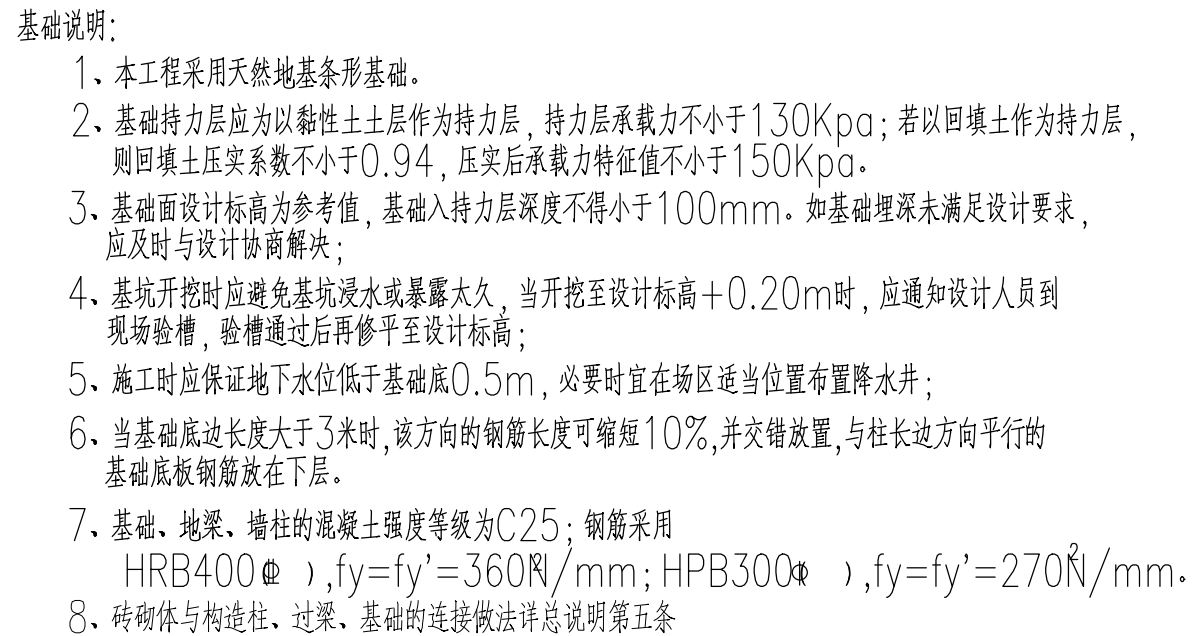 基础说明:
1、本工程采用天然地基条形基础。
2、基础持力层应为以黏性土土层作为持力层, 持力层承载力不小于130Kpa; 若以回填土作为持力层,
则回填土压实系数不小于0.94, 压实后承载力特征值不小于150Kpa。
3、基础面设计标高为参考值, 基础入持力层深度不得小于100mm。如基础埋深未满足设计要求,
应及时与设计协商解决;
4、基坑开挖时应避免基坑浸水或暴露太久, 当开挖至设计标高+0.20m时, 应通知设计人员到
现场验槽, 验槽通过后再修平至设计标高;
5、施工时应保证地下水位低于基础底0.5m, 必要时宜在场区适当位置布置降水井;
6、当基础底边长度大于3米时,该方向的钢筋长度可缩短10%,并交错放置,与柱长边方向平行的
基础底板钢筋放在下层。
7、基础、地梁、墙柱的混凝土强度等级为C25; 钢筋采用
HRB400(Φ),fy=fy'=360N/mm²; HPB300(Φ),fy=fy'=270N/mm²。
8、砖砌体与构造柱、过梁、基础的连接做法详总说明第五条